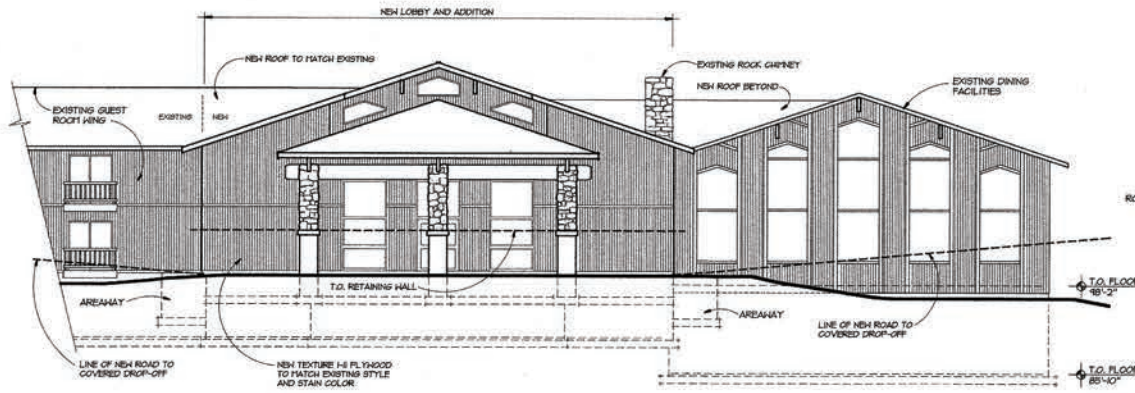 NEW LOBBY AND ADDITION
NEW ROOF TO MATCH EXISTING
EXISTING ROCK CHIMNEY
NEW ROOF BEYOND
EXISTING DINING
FACILITIES
EXISTING GUEST
ROOM WING
EXISTING
NEW
T.O. RETAINING WALL
T.O. FLOOR
98'-2"
AREAWAY
AREAWAY
LINE OF NEW ROAD TO
COVERED DROP-OFF
LINE OF NEW ROAD TO
COVERED DROP-OFF
NEW TEXTURE 1-11 PLYWOOD
TO MATCH EXISTING STYLE
AND STAIN COLOR
T.O. FLOOR
85'-10"